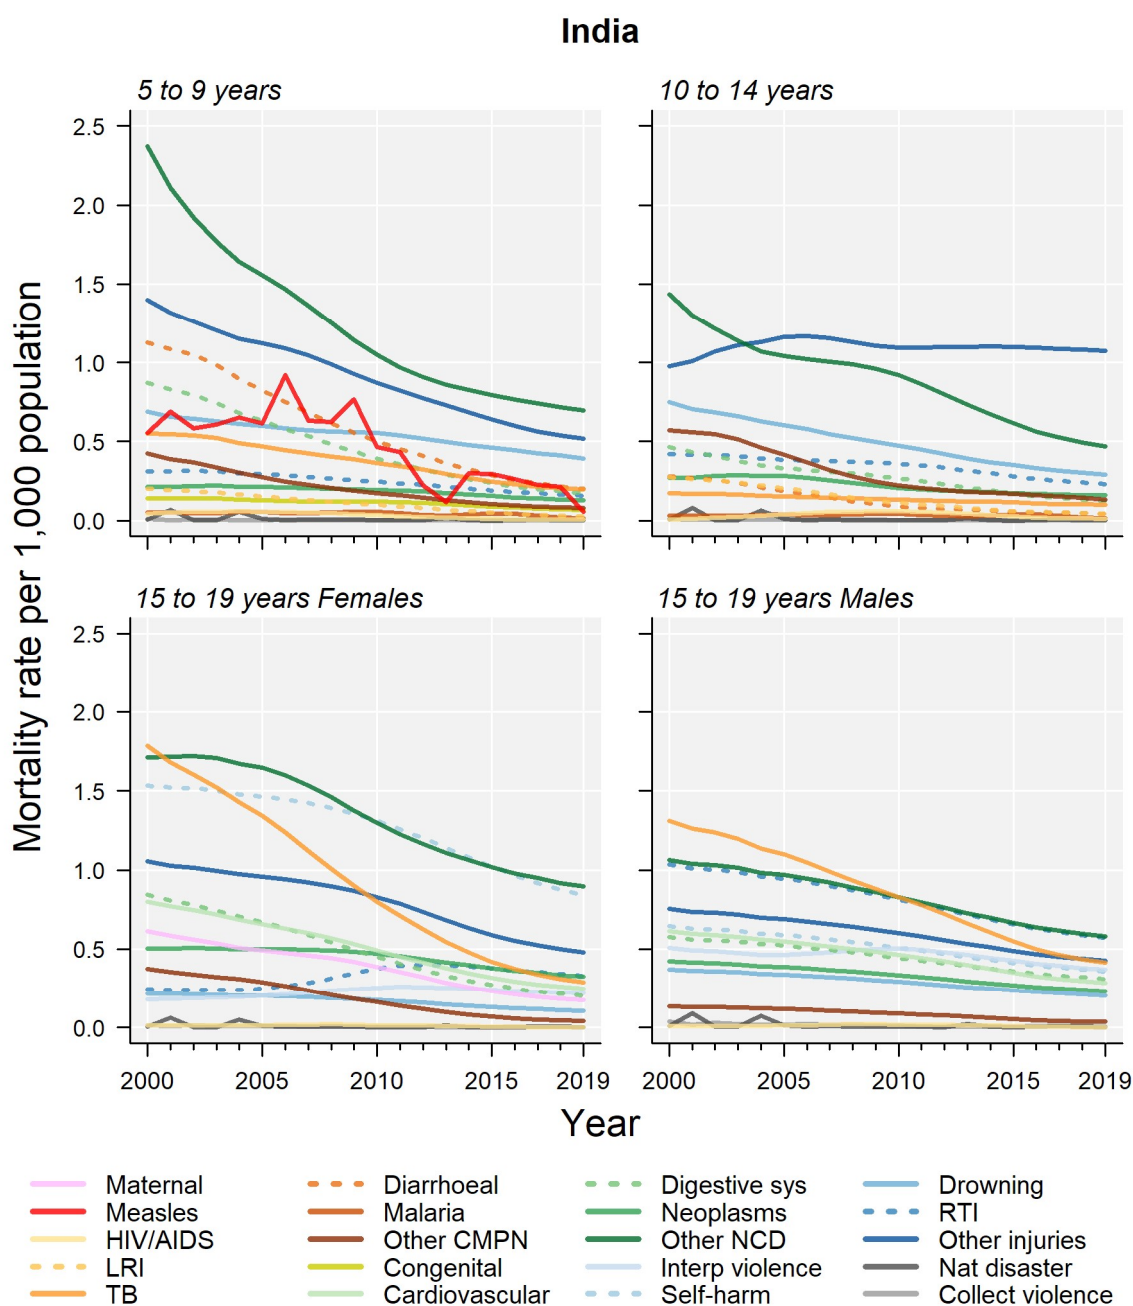 India
5 to 9 years
10 to 14 years
2.5
2.0
1.5
1.0
0.5
0.0
Mortality rate per 1,000 population
15 to 19 years Females
15 to 19 years Males
2.5
2.0
1.5
1.0
0.5
0.0
2000 2005 2010 2015 2019
2000 2005 2010 2015 2019
Year
Maternal Diarrhoeal Digestive sys Drowning
Measles Malaria Neoplasms RTI
HIV/AIDS Other CMPN Other NCD Other injuries
LRI Congenital Interp violence Nat disaster
TB Cardiovascular Self-harm Collect violence